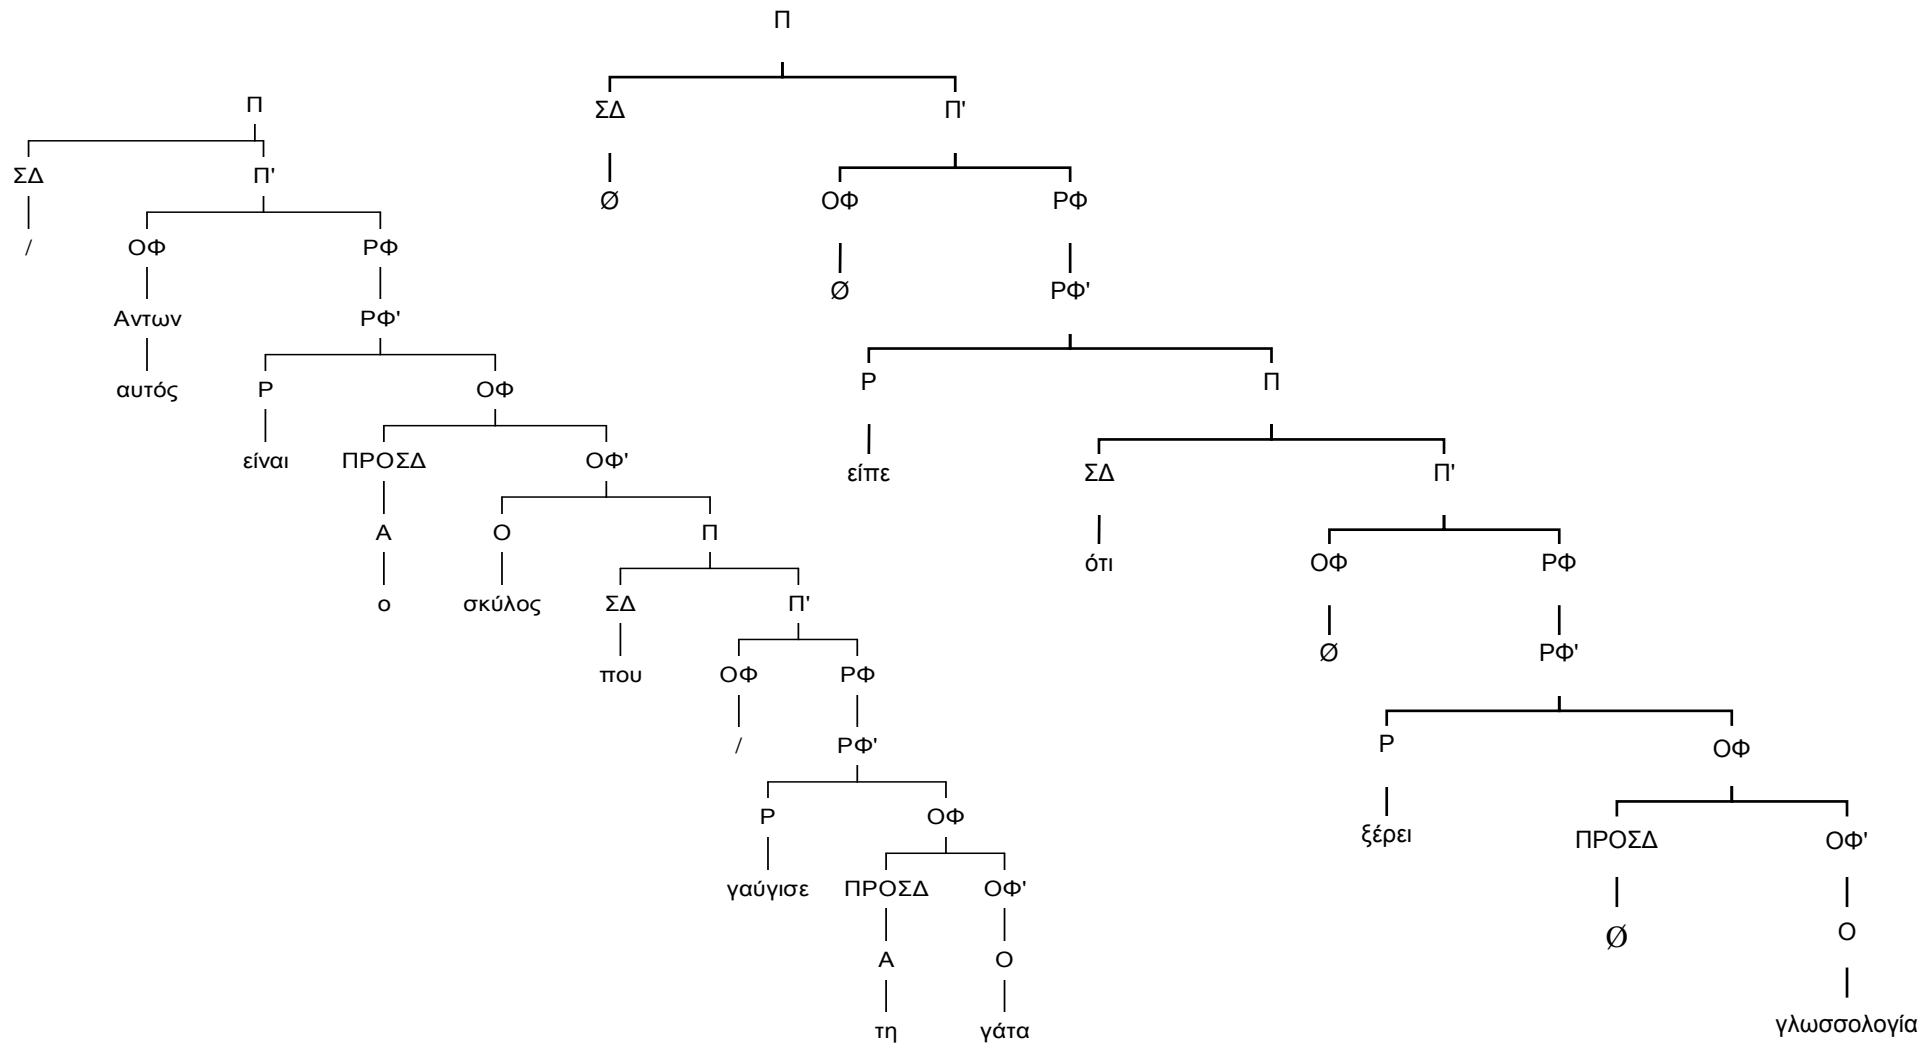 Π
ΣΔ Π'
/ ΟΦ ΡΦ
Αντων ΡΦ'
αυτός Ρ ΟΦ
είναι ΠΡΟΣΔ ΟΦ'
Α Ο Π
ο σκύλος ΣΔ Π'
που ΟΦ ΡΦ
/ ΡΦ'
Ρ ΟΦ
γαύγισε ΠΡΟΣΔ ΟΦ'
Α Ο
τη γάτα
Π
ΣΔ Π'
Ø ΟΦ ΡΦ
Ø ΡΦ'
Ρ Π
είπε ΣΔ Π'
ότι ΟΦ ΡΦ
Ø ΡΦ'
Ρ ΟΦ
ξέρει ΠΡΟΣΔ ΟΦ'
Ø Ο
γλωσσολογία